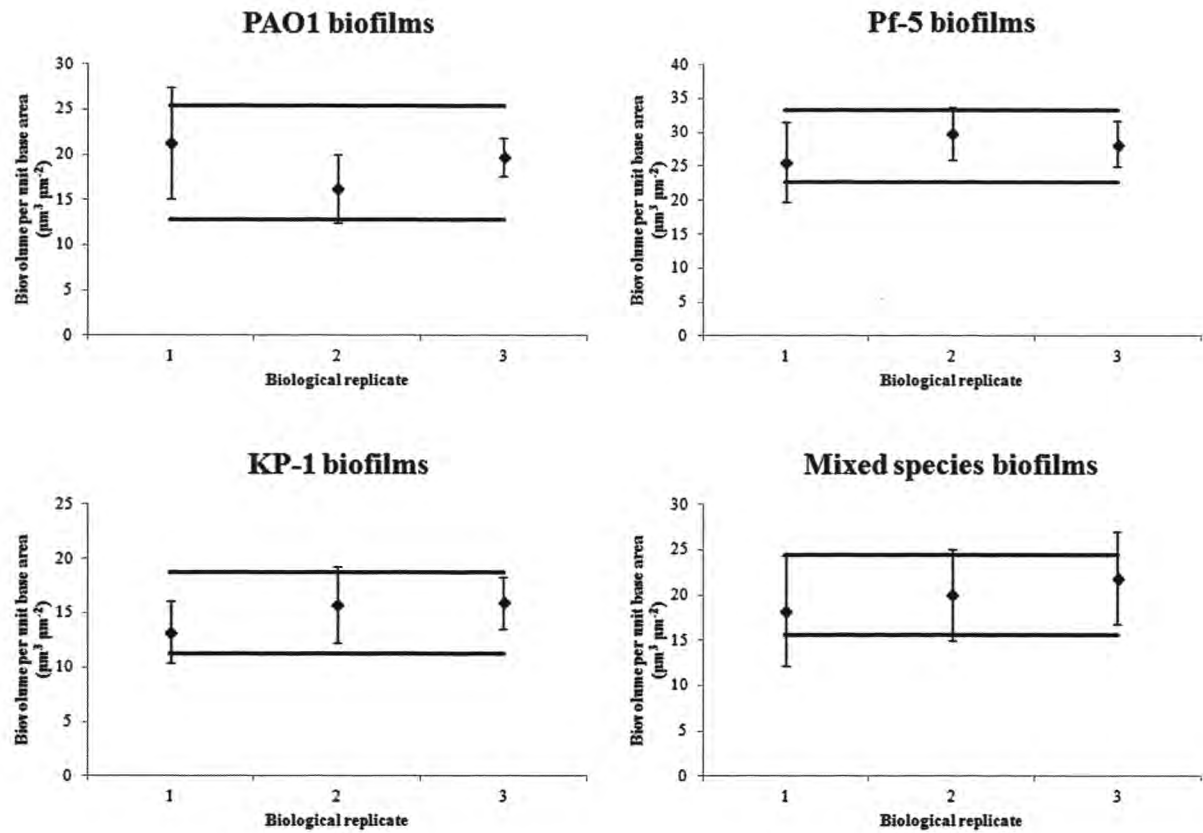 PAO1 biofilms
Biovolume per unit base area
(µm³ µm⁻²)
30
25
20
15
10
5
0
1 2 3
Biological replicate
Pf-5 biofilms
Biovolume per unit base area
(µm³ µm⁻²)
40
35
30
25
20
15
10
5
0
1 2 3
Biological replicate
KP-1 biofilms
Biovolume per unit base area
(µm³ µm⁻²)
25
20
15
10
5
0
1 2 3
Biological replicate
Mixed species biofilms
Biovolume per unit base area
(µm³ µm⁻²)
30
25
20
15
10
5
0
1 2 3
Biological replicate